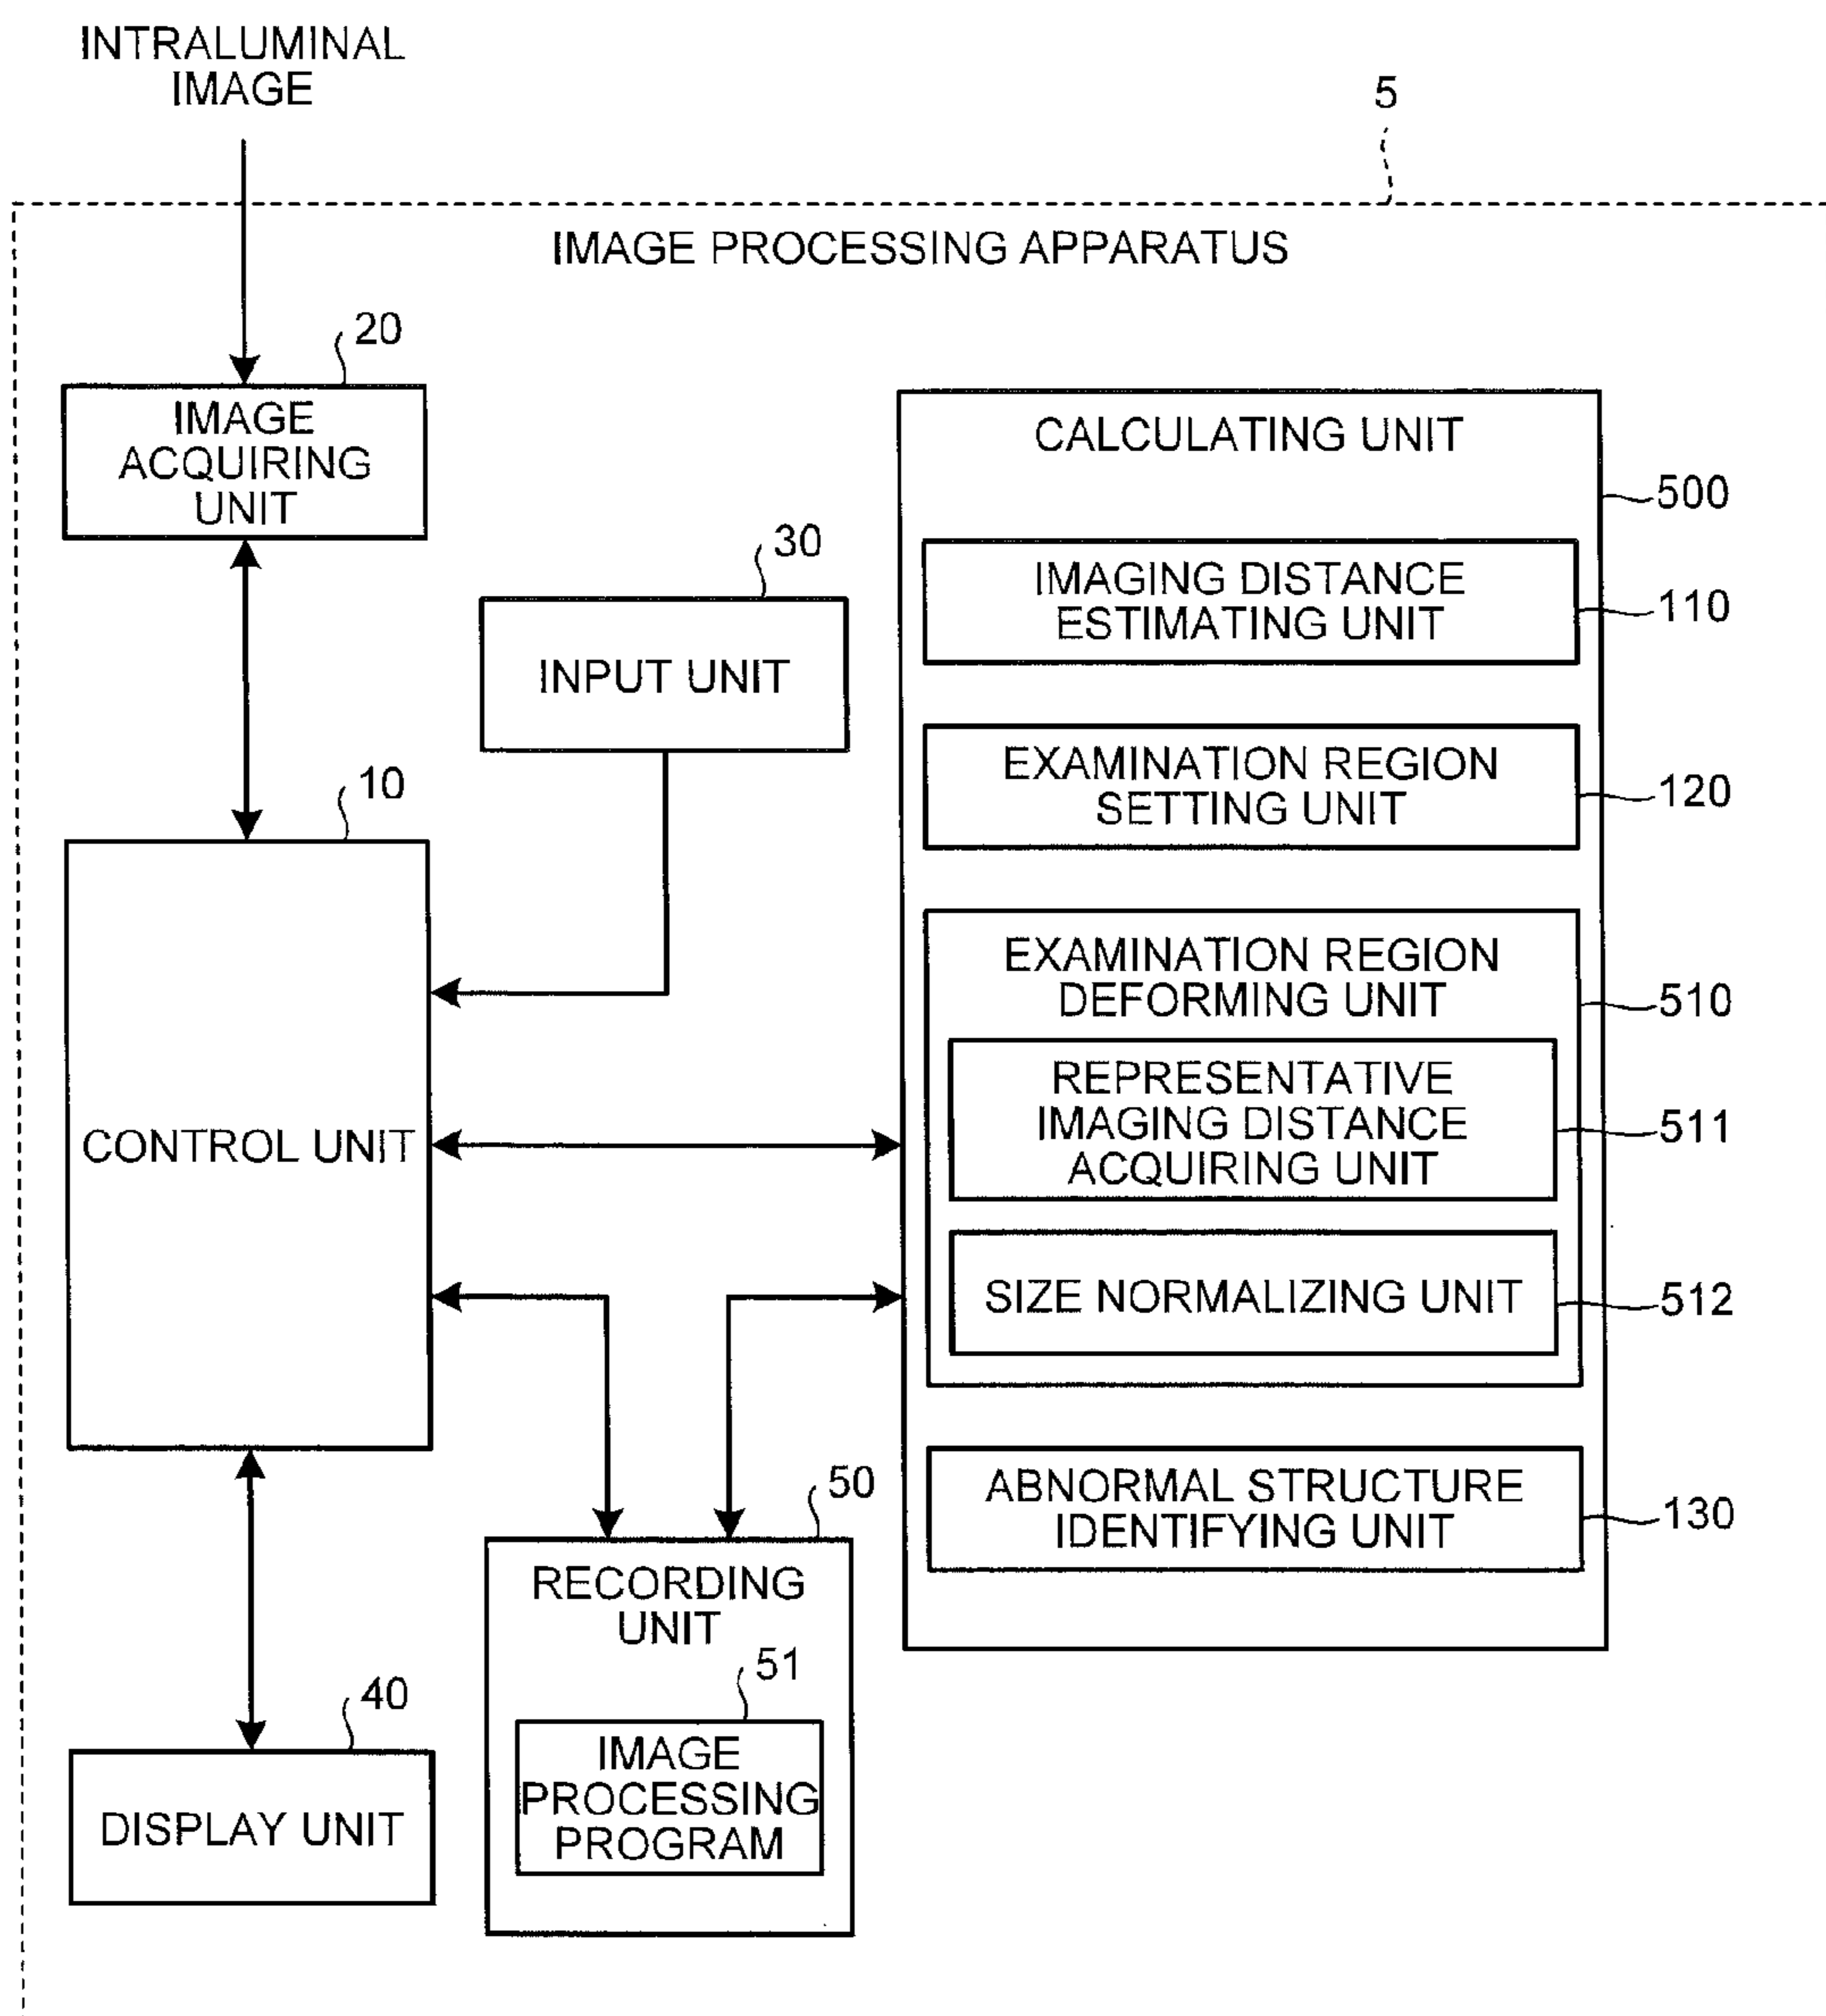 INTRALUMINAL
IMAGE
5
IMAGE PROCESSING APPARATUS
20
IMAGE
ACQUIRING
UNIT
30
INPUT UNIT
10
CONTROL UNIT
40
DISPLAY UNIT
50
RECORDING
UNIT
51
IMAGE
PROCESSING
PROGRAM
CALCULATING UNIT
500
IMAGING DISTANCE
ESTIMATING UNIT
110
EXAMINATION REGION
SETTING UNIT
120
EXAMINATION REGION
DEFORMING UNIT
510
REPRESENTATIVE
IMAGING DISTANCE
ACQUIRING UNIT
511
SIZE NORMALIZING UNIT
512
ABNORMAL STRUCTURE
IDENTIFYING UNIT
130